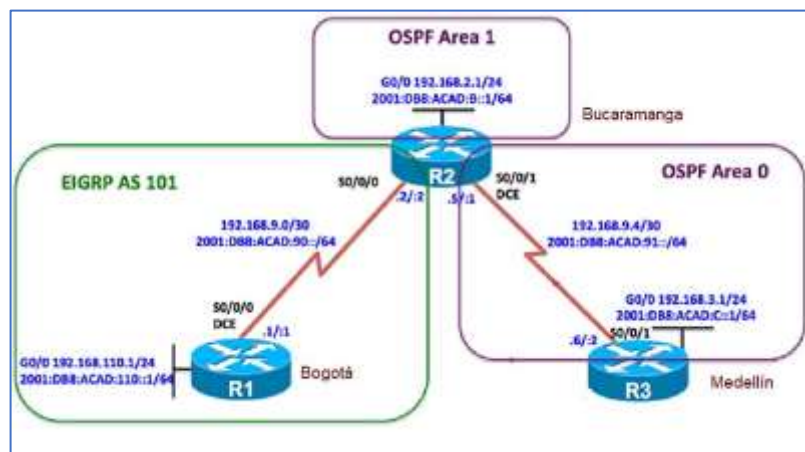 OSPF Area 1
G0/0 192.168.2.1/24
2001:DB8:ACAD:B::1/64
Bucaramanga
R2
EIGRP AS 101
OSPF Area 0
S0/0/0
.2/:2
.5/:1
S0/0/1
DCE
192.168.9.0/30
2001:DB8:ACAD:90::/64
192.168.9.4/30
2001:DB8:ACAD:91::/64
S0/0/0
DCE
.1/:1
G0/0 192.168.3.1/24
2001:DB8:ACAD:C::1/64
.6/:2
S0/0/1
G0/0 192.168.110.1/24
2001:DB8:ACAD:110::1/64
R1
Bogotá
R3
Medellín